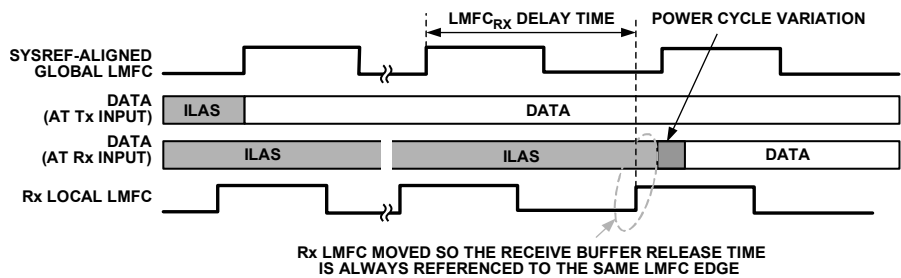 LMFCRX DELAY TIME
POWER CYCLE VARIATION
SYSREF-ALIGNED
GLOBAL LMFC
DATA
(AT Tx INPUT)
ILAS
DATA
DATA
(AT Rx INPUT)
ILAS
ILAS
DATA
Rx LOCAL LMFC
Rx LMFC MOVED SO THE RECEIVE BUFFER RELEASE TIME
IS ALWAYS REFERENCED TO THE SAME LMFC EDGE